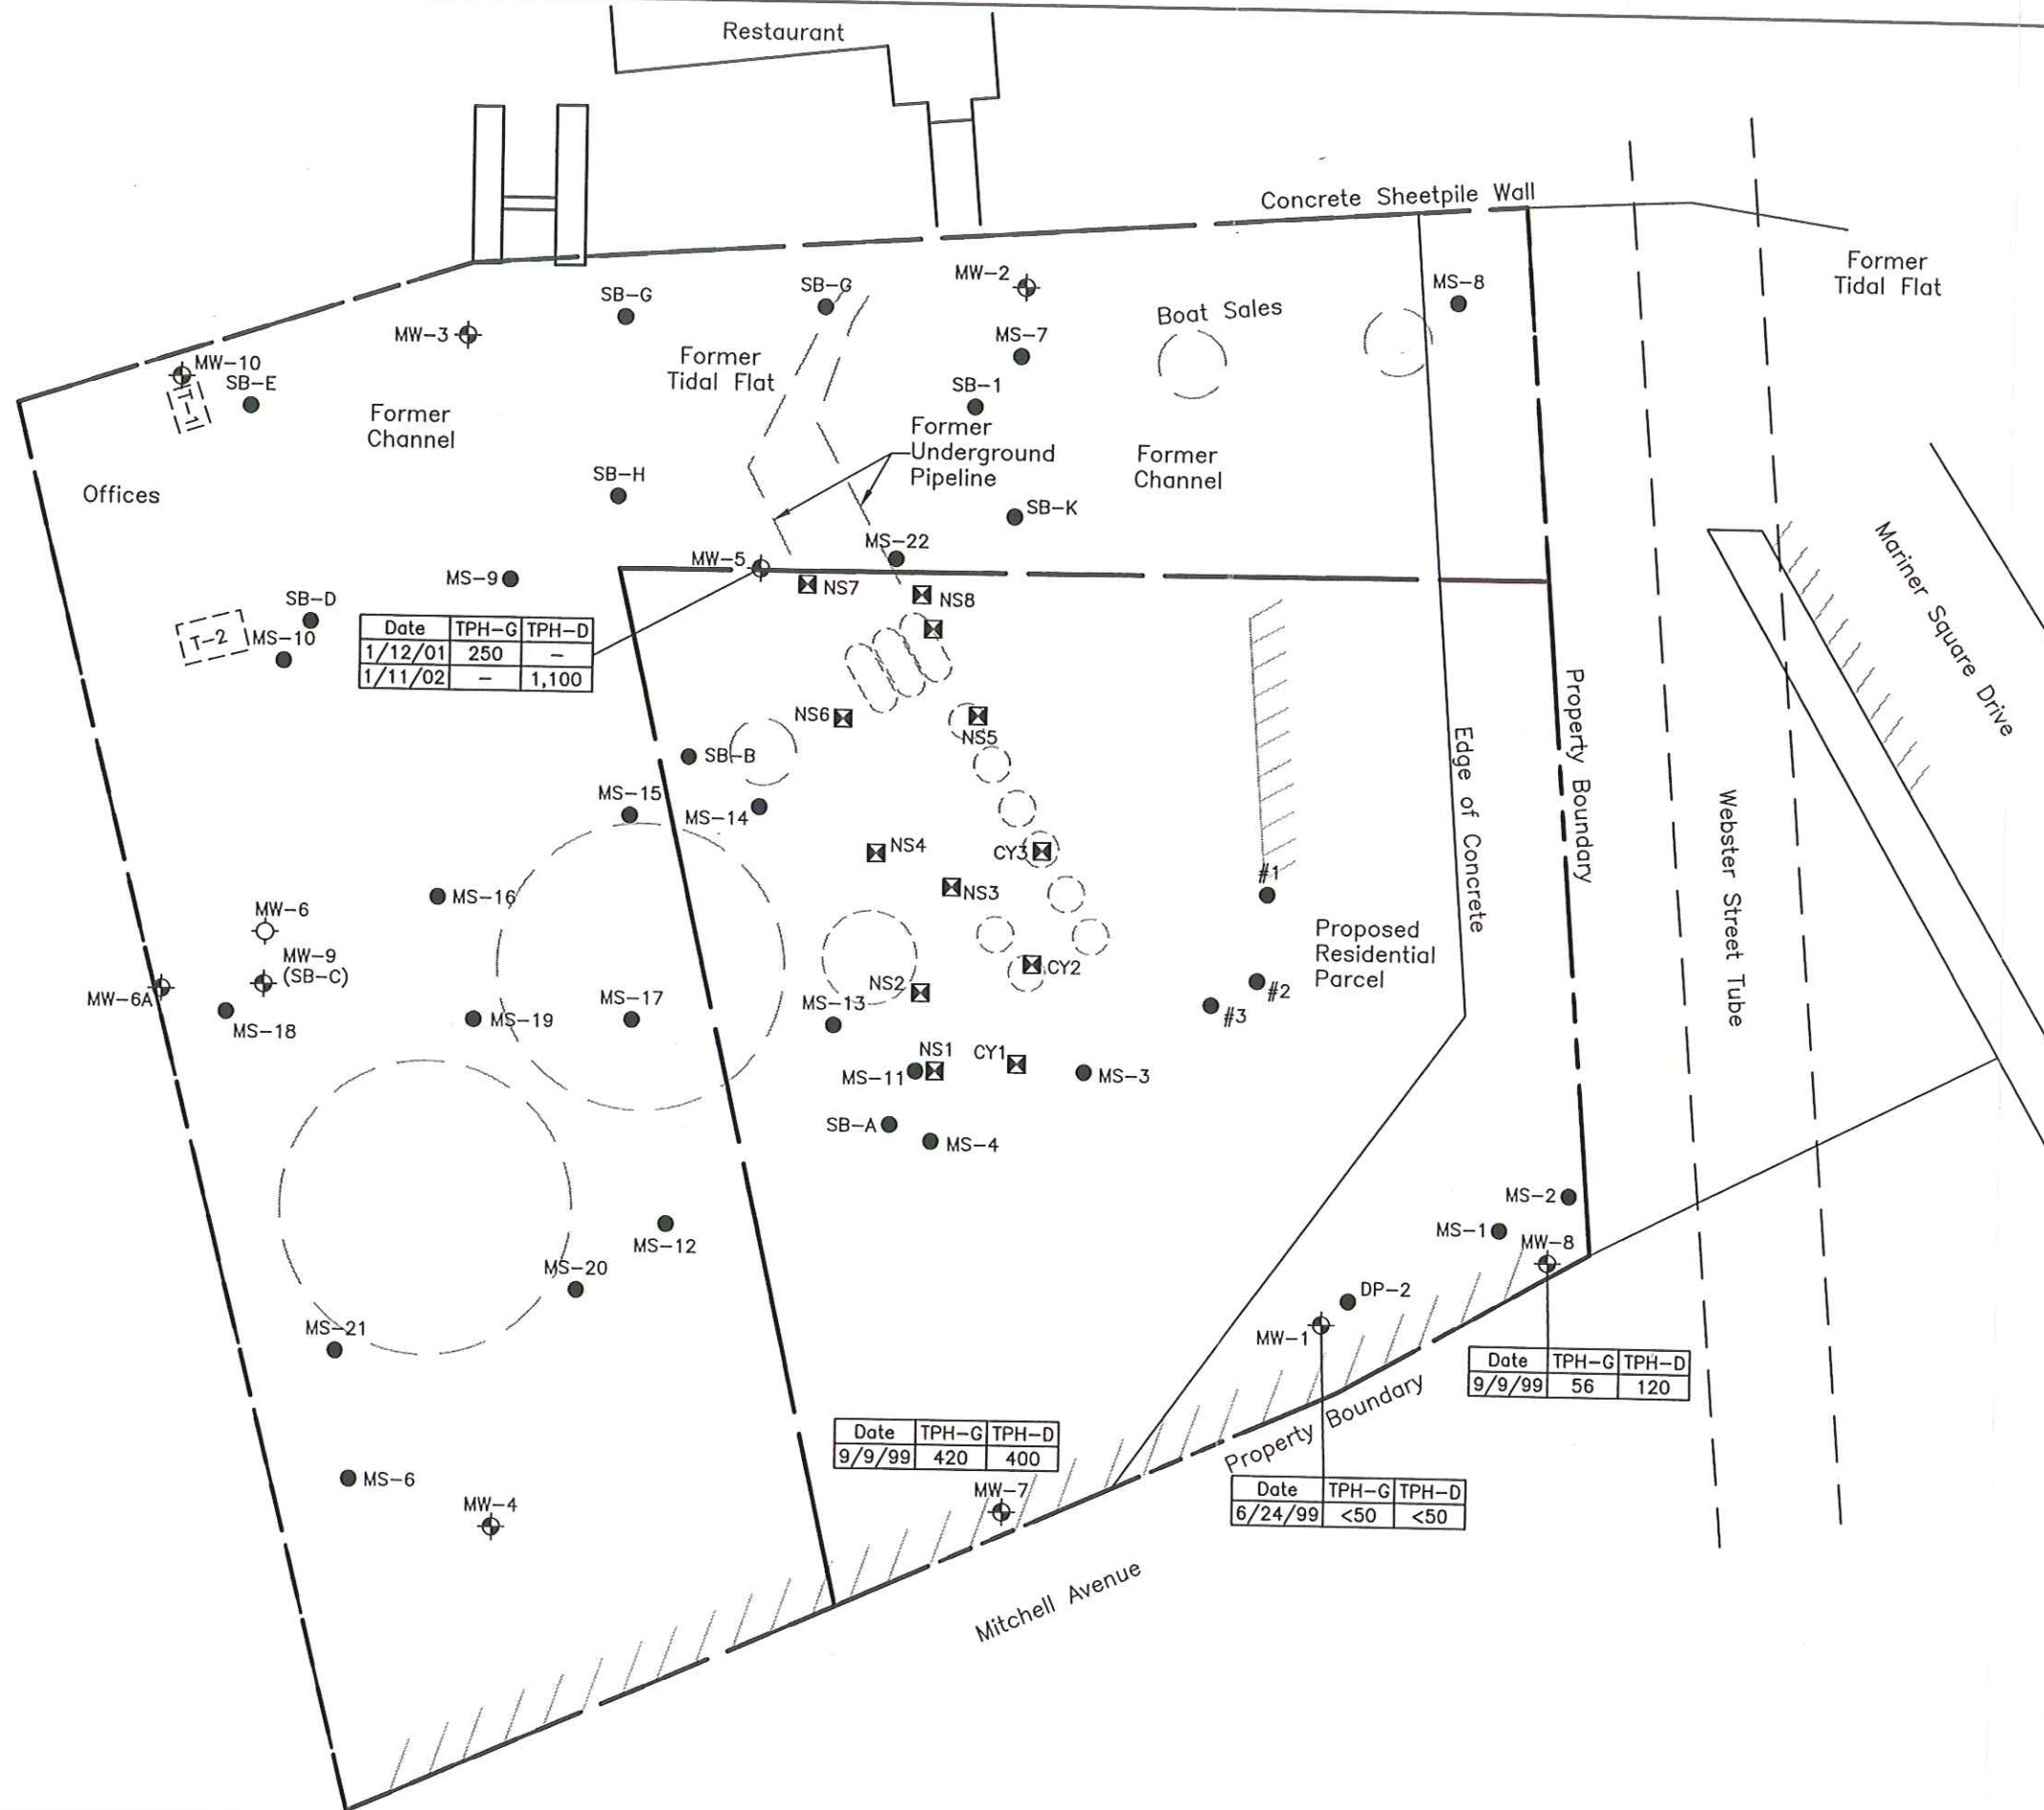 Restaurant
Concrete Sheetpile Wall
Former
Tidal Flat
MW-2
MS-8
SB-G
SB-G
Boat Sales
MW-3
MS-7
Former
Tidal Flat
MW-10
SB-E
T-1
SB-1
Former
Channel
Former
Underground
Pipeline
Former
Channel
SB-H
Offices
SB-K
Mariner Square Drive
MS-22
MW-5
MS-9
NS7
NS8
SB-D
T-2
MS-10
Date TPH-G TPH-D
1/12/01 250 -
1/11/02 - 1,100
Property Boundary
NS6
NS5
Edge of Concrete
SB-B
MS-15
MS-14
Webster Street Tube
NS4
CY3
NS3
#1
MS-16
MW-6
Proposed
Residential
Parcel
MW-9
(SB-C)
CY2
MW-6A
NS2
#2
MS-17
MS-13
#3
MS-18
MS-19
NS1
CY1
MS-11
MS-3
SB-A
MS-4
MS-2
MS-1
MW-8
MS-12
MS-20
DP-2
MS-21
MW-1
Date TPH-G TPH-D
9/9/99 56 120
Property Boundary
Date TPH-G TPH-D
9/9/99 420 400
MS-6
MW-4
MW-7
Date TPH-G TPH-D
6/24/99 <50 <50
Mitchell Avenue